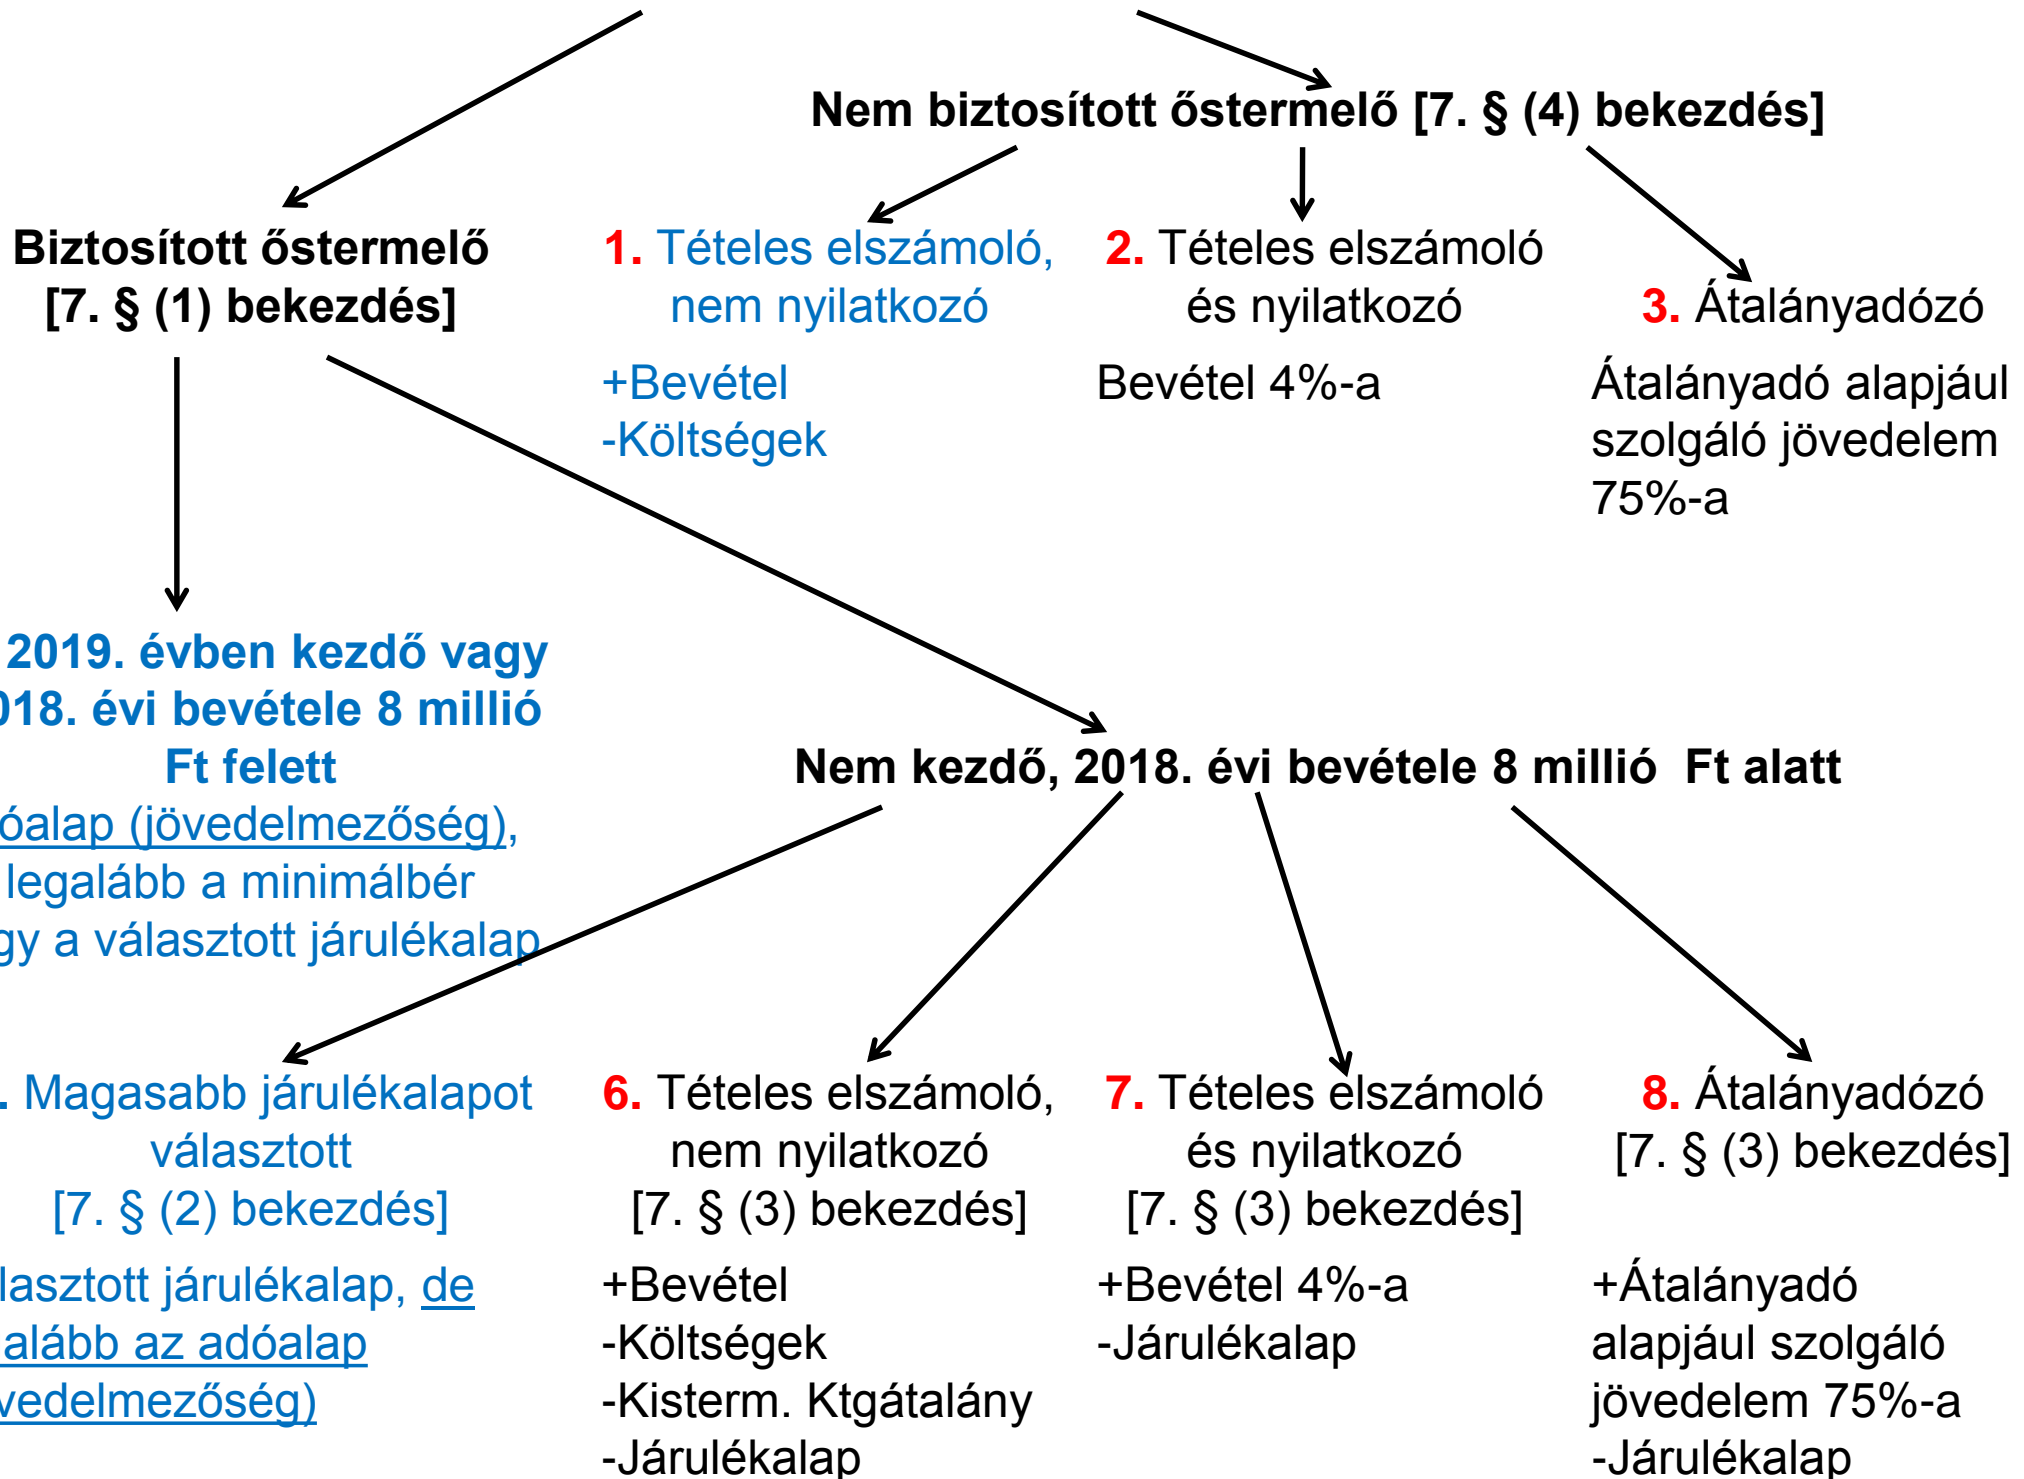 Nem biztosított őstermelő [7. § (4) bekezdés]
Biztosított őstermelő
[7. § (1) bekezdés]
1. Tételes elszámoló,
nem nyilatkozó
+Bevétel
-Költségek
2. Tételes elszámoló
és nyilatkozó
Bevétel 4%-a
3. Átalányadózó
Átalányadó alapjául
szolgáló jövedelem
75%-a
2019. évben kezdő vagy
018. évi bevétele 8 millió
Ft felett
óalap (jövedelmezőség),
legalább a minimálbér
gy a választott járulékalap
Nem kezdő, 2018. évi bevétele 8 millió Ft alatt
. Magasabb járulékalapot
választott
[7. § (2) bekezdés]
lasztott járulékalap, de
alább az adóalap
vedelmezőség)
6. Tételes elszámoló,
nem nyilatkozó
[7. § (3) bekezdés]
+Bevétel
-Költségek
-Kisterm. Ktgátalány
-Járulékalap
7. Tételes elszámoló
és nyilatkozó
[7. § (3) bekezdés]
+Bevétel 4%-a
-Járulékalap
8. Átalányadózó
[7. § (3) bekezdés]
+Átalányadó
alapjául szolgáló
jövedelem 75%-a
-Járulékalap